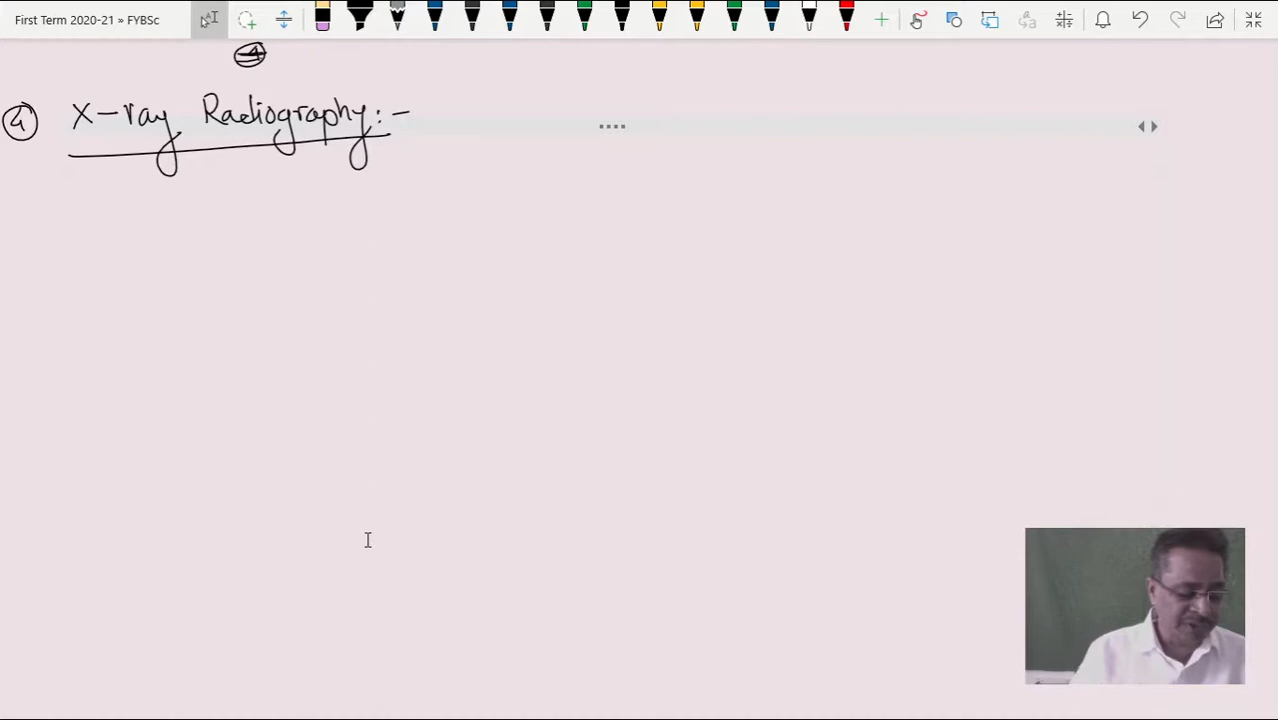 First Term 2020-21 » FYBSc
④
④ X-ray Radiography:-